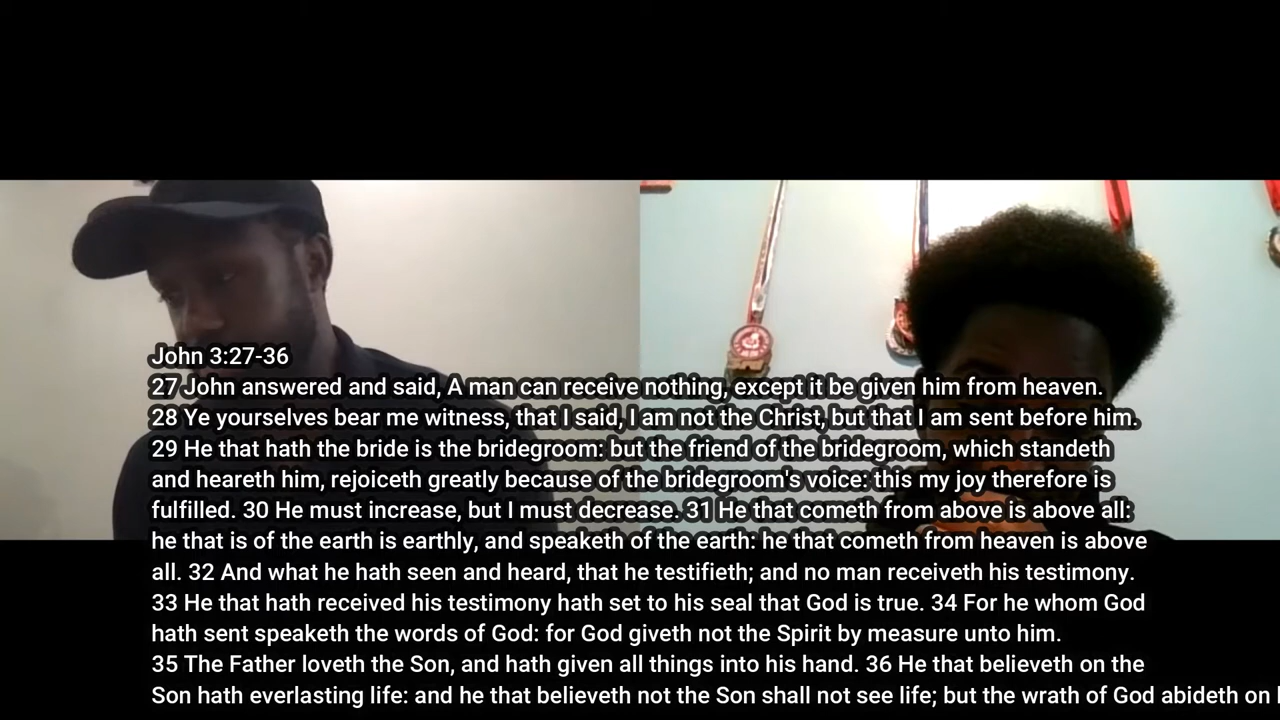 John 3:27-36
27 John answered and said, A man can receive nothing, except it be given him from heaven.
28 Ye yourselves bear me witness, that I said, I am not the Christ, but that I am sent before him.
29 He that hath the bride is the bridegroom: but the friend of the bridegroom, which standeth
and heareth him, rejoiceth greatly because of the bridegroom's voice: this my joy therefore is
fulfilled. 30 He must increase, but I must decrease. 31 He that cometh from above is above all:
he that is of the earth is earthly, and speaketh of the earth: he that cometh from heaven is above
all. 32 And what he hath seen and heard, that he testifieth; and no man receiveth his testimony.
33 He that hath received his testimony hath set to his seal that God is true. 34 For he whom God
hath sent speaketh the words of God: for God giveth not the Spirit by measure unto him.
35 The Father loveth the Son, and hath given all things into his hand. 36 He that believeth on the
Son hath everlasting life: and he that believeth not the Son shall not see life; but the wrath of God abideth on